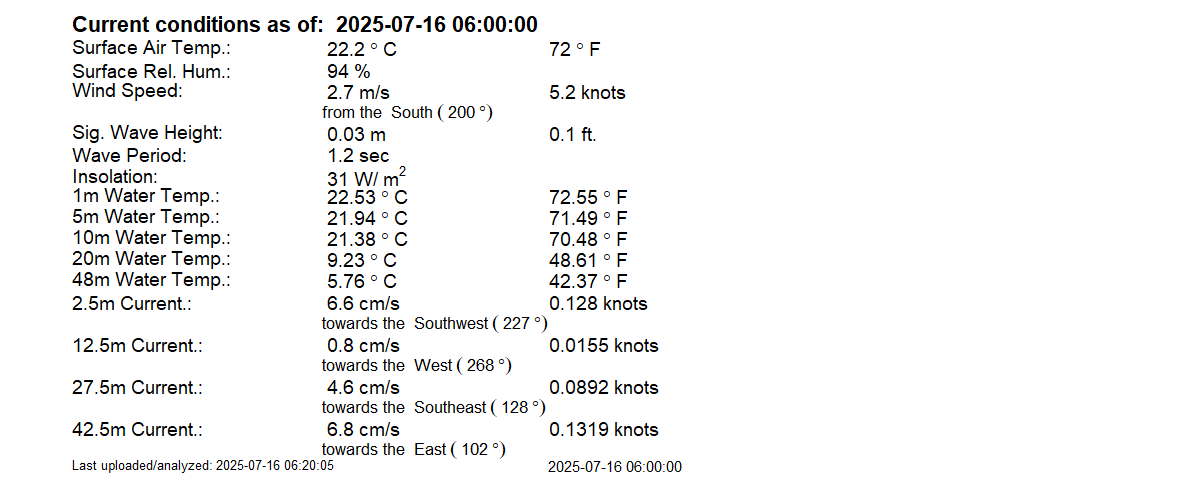 Current conditions as of: 2025-07-16 06:00:00
Surface Air Temp.: 22.2 ° C 72 ° F
Surface Rel. Hum.: 94 %
Wind Speed: 2.7 m/s 5.2 knots
from the South ( 200 °)
Sig. Wave Height: 0.03 m 0.1 ft.
Wave Period: 1.2 sec
Insolation: 31 W/ m²
1m Water Temp.: 22.53 ° C 72.55 ° F
5m Water Temp.: 21.94 ° C 71.49 ° F
10m Water Temp.: 21.38 ° C 70.48 ° F
20m Water Temp.: 9.23 ° C 48.61 ° F
48m Water Temp.: 5.76 ° C 42.37 ° F
2.5m Current.: 6.6 cm/s 0.128 knots
towards the Southwest ( 227 °)
12.5m Current.: 0.8 cm/s 0.0155 knots
towards the West ( 268 °)
27.5m Current.: 4.6 cm/s 0.0892 knots
towards the Southeast ( 128 °)
42.5m Current.: 6.8 cm/s 0.1319 knots
towards the East ( 102 °)
Last uploaded/analyzed: 2025-07-16 06:20:05 2025-07-16 06:00:00